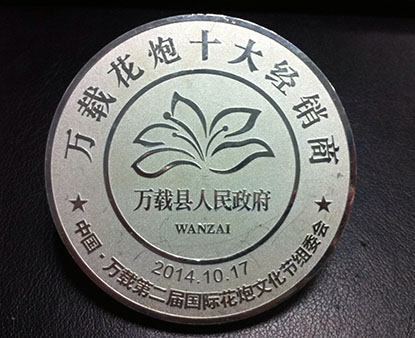 万载花炮十大经销商
万载县人民政府
WANZAI
2014.10.17
中国·万载第二届国际花炮文化节组委会